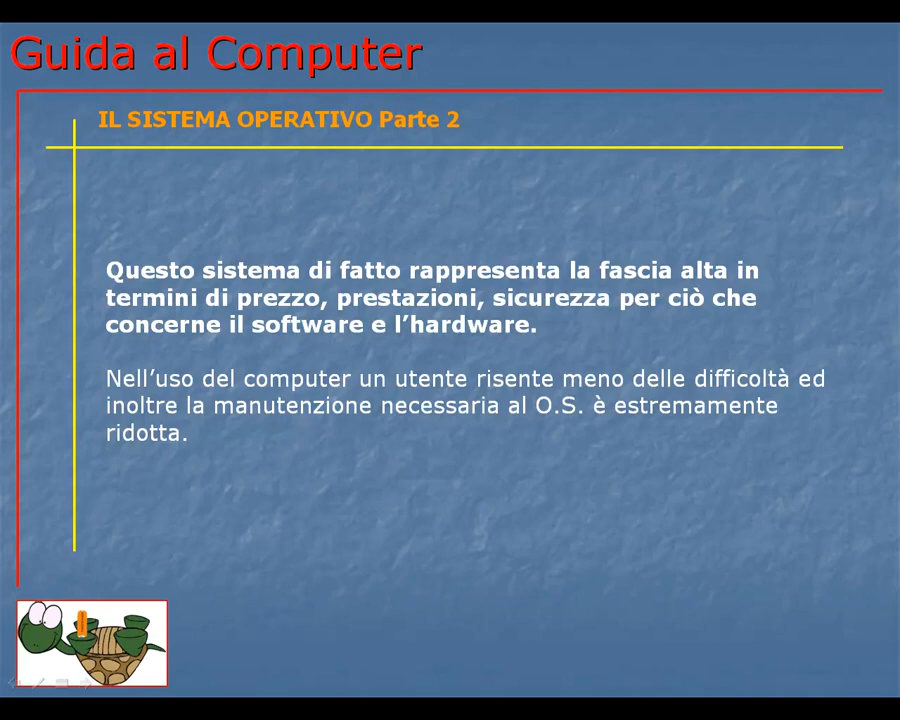 Guida al Computer
IL SISTEMA OPERATIVO Parte 2
Questo sistema di fatto rappresenta la fascia alta in
termini di prezzo, prestazioni, sicurezza per ciò che
concerne il software e l’hardware.
Nell’uso del computer un utente risente meno delle difficoltà ed
inoltre la manutenzione necessaria al O.S. è estremamente
ridotta.